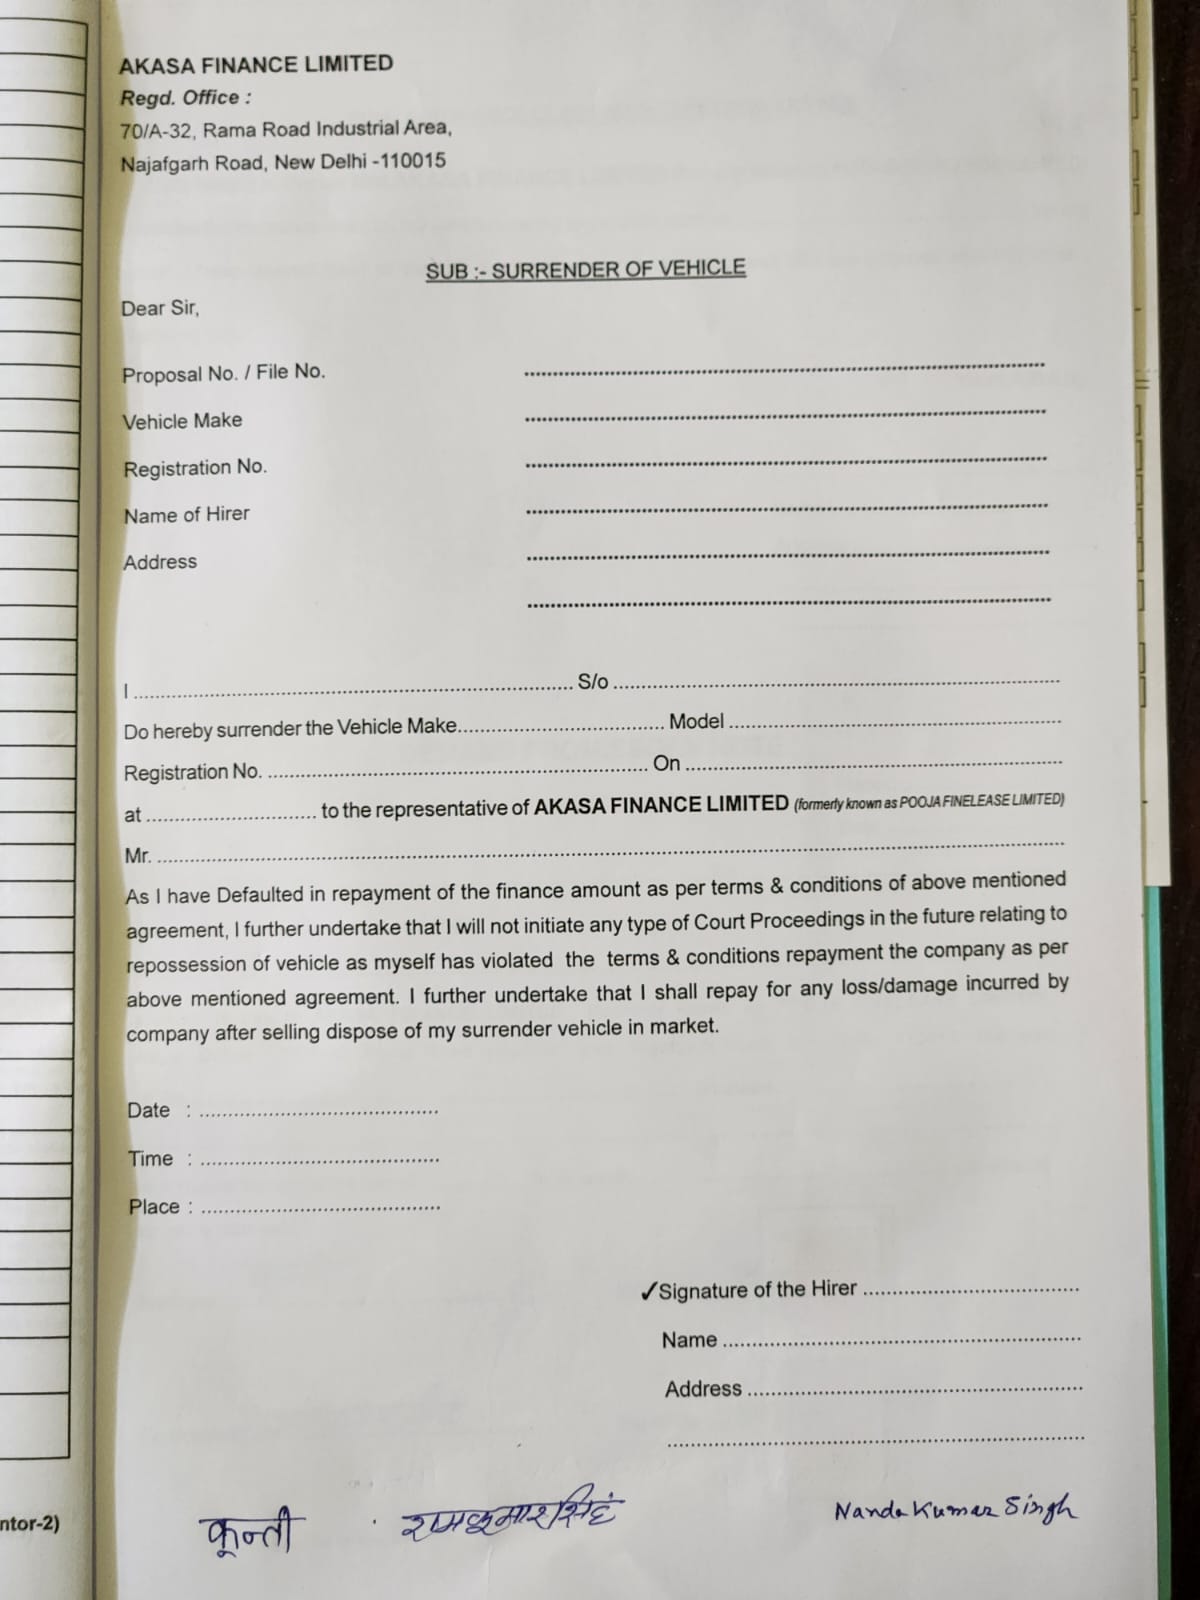 AKASA FINANCE LIMITED
Regd. Office :
70/A-32, Rama Road Industrial Area,
Najafgarh Road, New Delhi -110015
SUB :- SURRENDER OF VEHICLE
Dear Sir,
Proposal No. / File No. ..........
Vehicle Make ..........
Registration No. ..........
Name of Hirer ..........
Address ..........
..........
I .......... S/o ..........
Do hereby surrender the Vehicle Make.......... Model ..........
Registration No. .......... On ..........
at .......... to the representative of AKASA FINANCE LIMITED (formerly known as POOJA FINELEASE LIMITED)
Mr. ..........
As I have Defaulted in repayment of the finance amount as per terms & conditions of above mentioned
agreement, I further undertake that I will not initiate any type of Court Proceedings in the future relating to
repossession of vehicle as myself has violated the terms & conditions repayment the company as per
above mentioned agreement. I further undertake that I shall repay for any loss/damage incurred by
company after selling dispose of my surrender vehicle in market.
Date : ..........
Time : ..........
Place : ..........
✓Signature of the Hirer ..........
Name ..........
Address ..........
..........
ntor-2)
कून्ती रामकुमार सिंह Nanda Kumar Singh